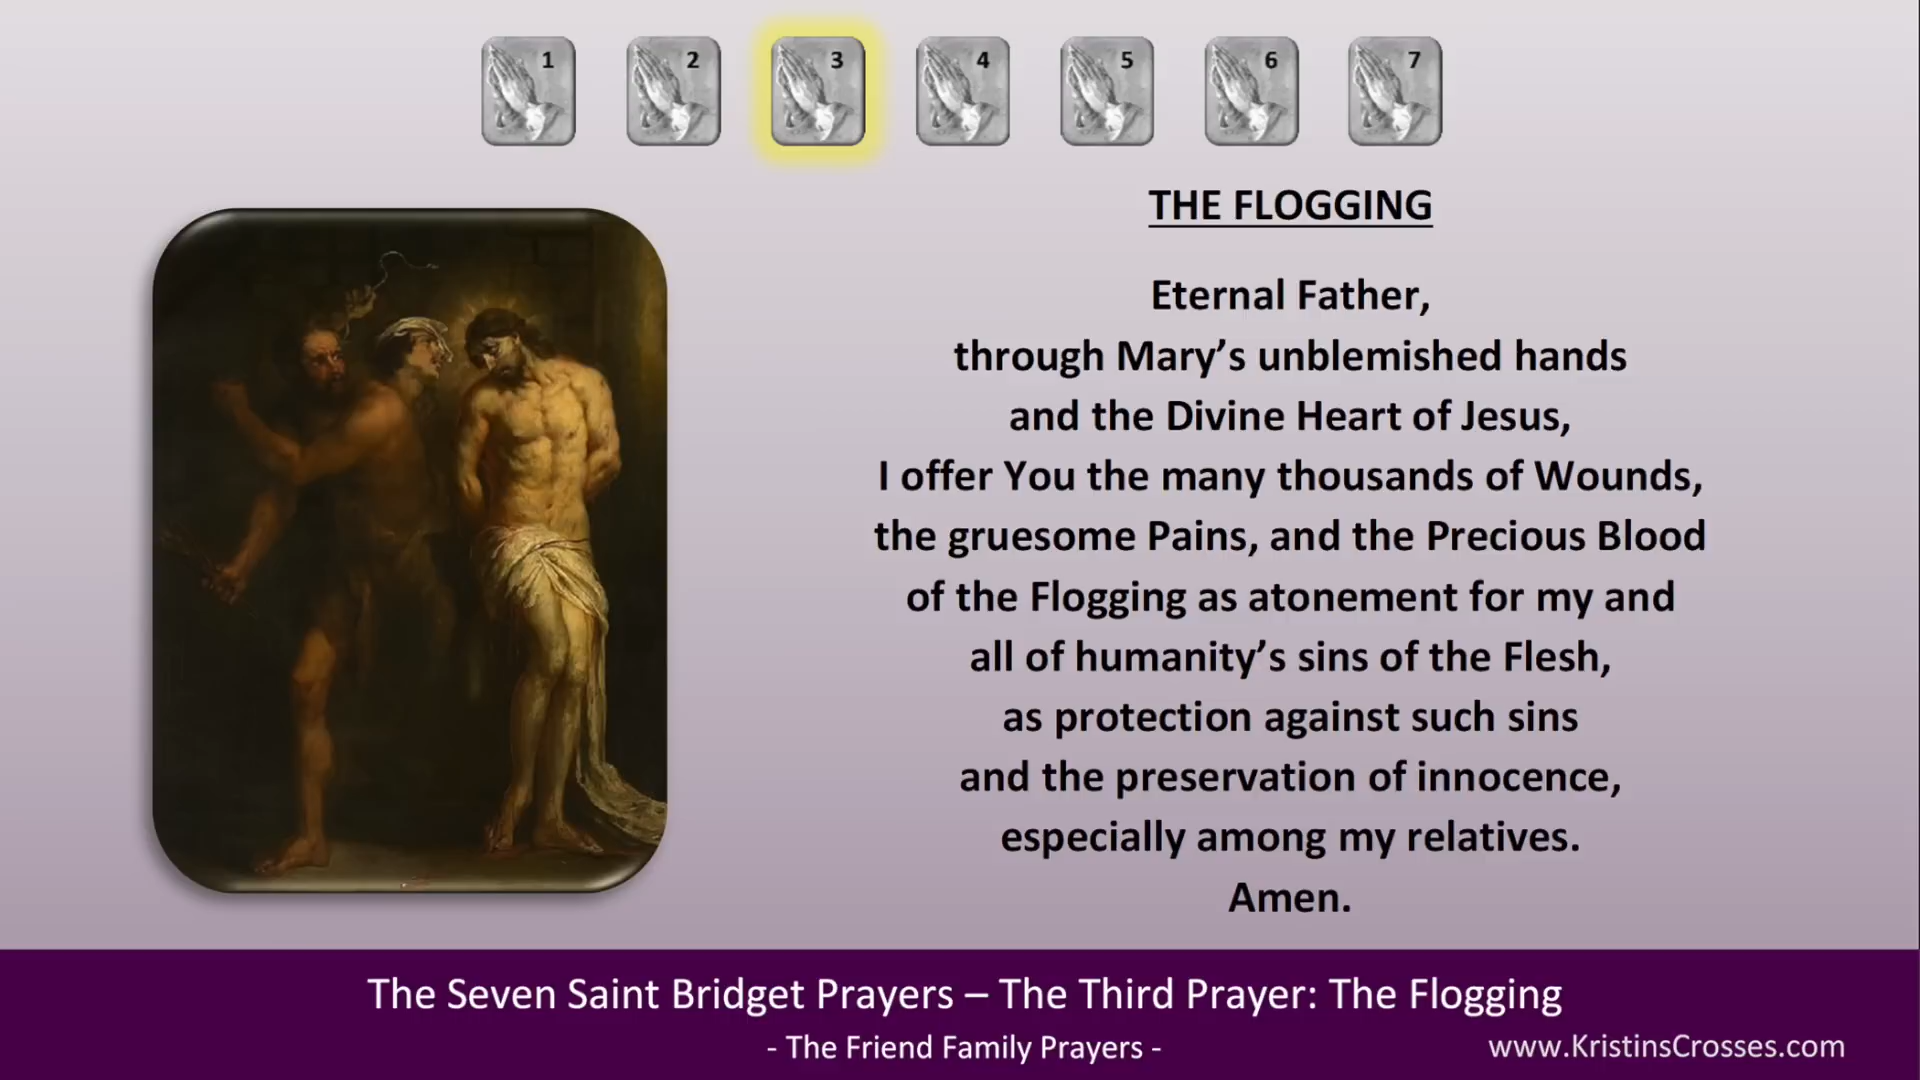 1 2 3 4 5 6 7
THE FLOGGING
Eternal Father,
through Mary’s unblemished hands
and the Divine Heart of Jesus,
I offer You the many thousands of Wounds,
the gruesome Pains, and the Precious Blood
of the Flogging as atonement for my and
all of humanity’s sins of the Flesh,
as protection against such sins
and the preservation of innocence,
especially among my relatives.
Amen.
The Seven Saint Bridget Prayers – The Third Prayer: The Flogging
- The Friend Family Prayers -
www.KristinsCrosses.com